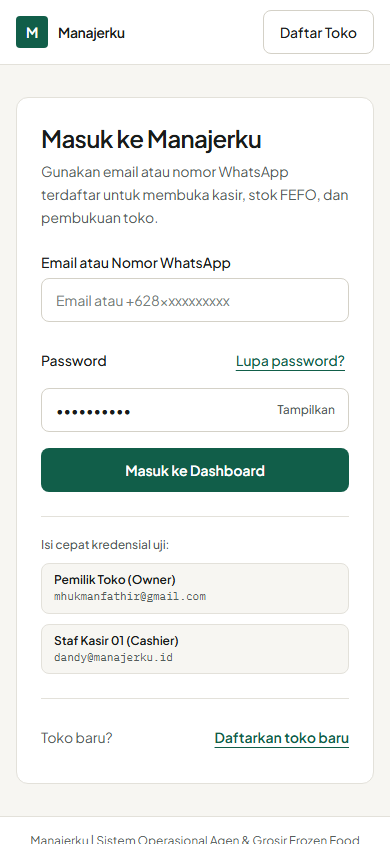 M Manajerku Daftar Toko
Masuk ke Manajerku
Gunakan email atau nomor WhatsApp
terdaftar untuk membuka kasir, stok FEFO, dan
pembukuan toko.
Email atau Nomor WhatsApp
Email atau +628xxxxxxxxxx
Password Lupa password?
•••••••••• Tampilkan
Masuk ke Dashboard
Isi cepat kredensial uji:
Pemilik Toko (Owner)
mhukmanfathir@gmail.com
Staf Kasir 01 (Cashier)
dandy@manajerku.id
Toko baru? Daftarkan toko baru
Manajerku | Sistem Operasional Agen & Grosir Frozen Food